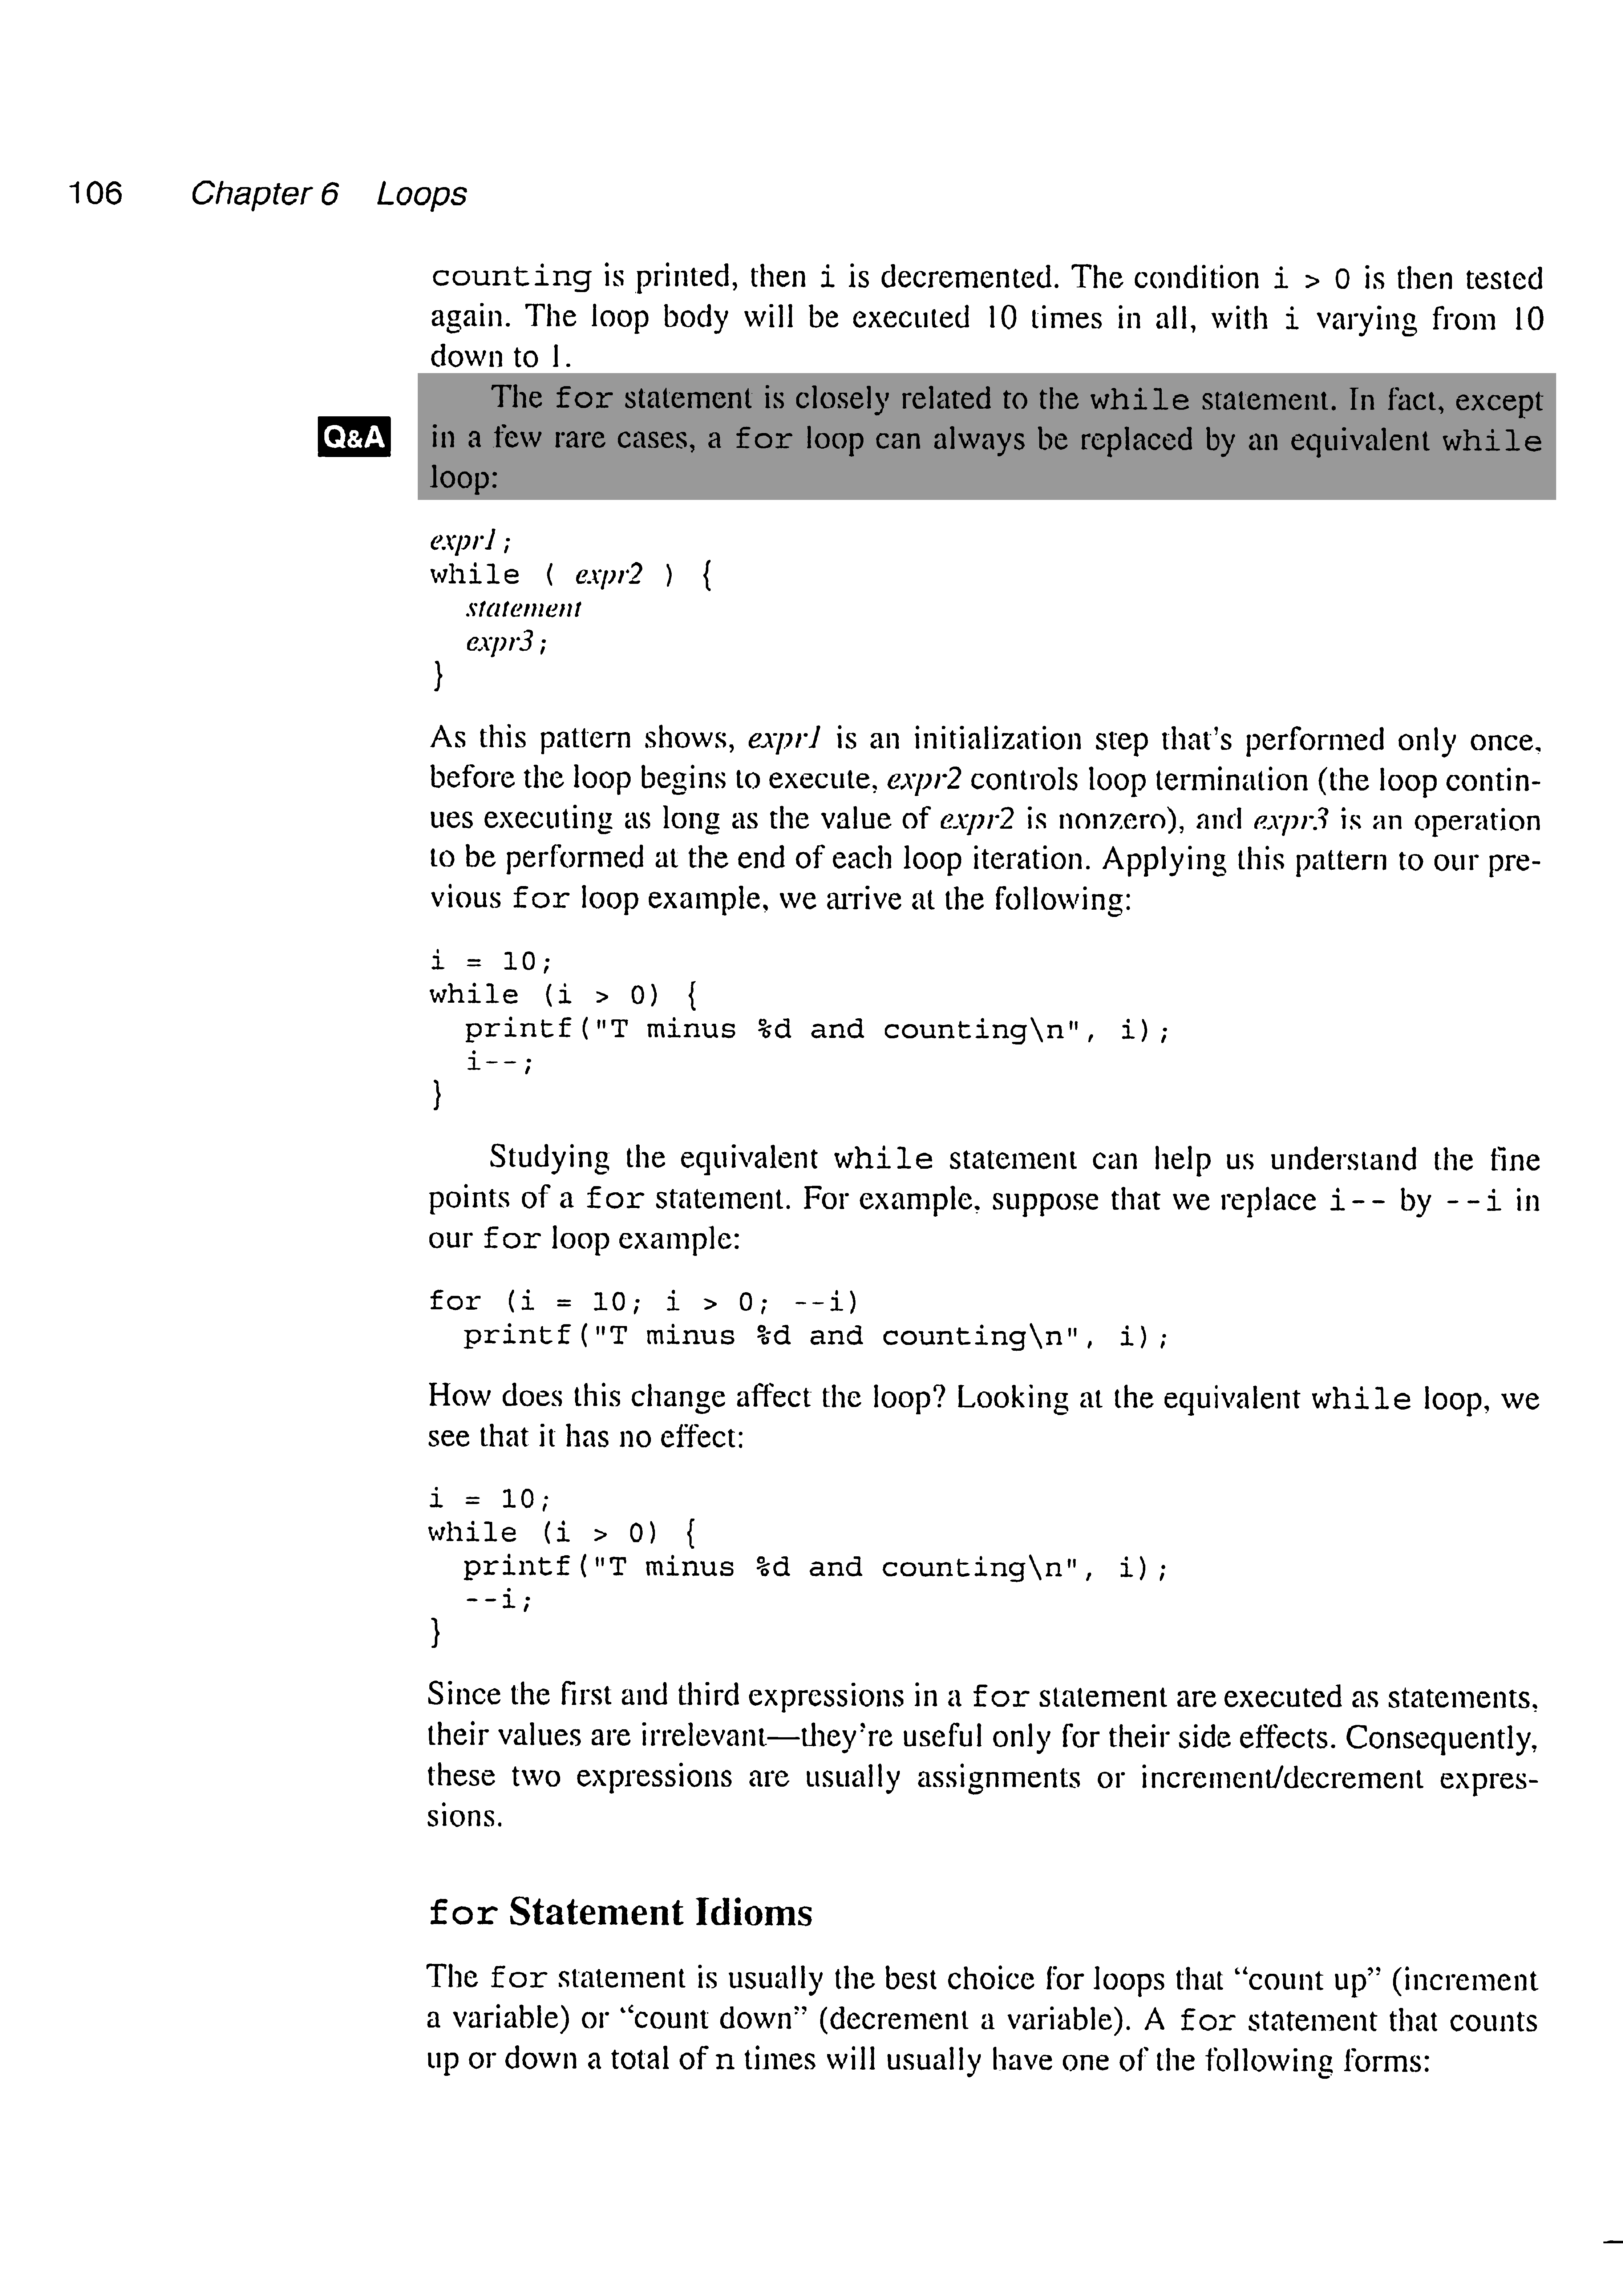 106 Chapter 6 Loops
counting is printed, then i is decremented. The condition i > 0 is then tested
again. The loop body will be executed 10 times in all, with i varying from 10
down to 1.
The for statement is closely related to the while statement. In fact, except
Q&A in a few rare cases, a for loop can always be replaced by an equivalent while
loop:
expr1 ;
while ( expr2 ) {
statement
expr3 ;
}
As this pattern shows, expr1 is an initialization step that's performed only once,
before the loop begins to execute, expr2 controls loop termination (the loop contin-
ues executing as long as the value of expr2 is nonzero), and expr3 is an operation
to be performed at the end of each loop iteration. Applying this pattern to our pre-
vious for loop example, we arrive at the following:
i = 10;
while (i > 0) {
printf("T minus %d and counting\n", i);
i--;
}
Studying the equivalent while statement can help us understand the fine
points of a for statement. For example, suppose that we replace i-- by --i in
our for loop example:
for (i = 10; i > 0; --i)
printf("T minus %d and counting\n", i);
How does this change affect the loop? Looking at the equivalent while loop, we
see that it has no effect:
i = 10;
while (i > 0) {
printf("T minus %d and counting\n", i);
--i;
}
Since the first and third expressions in a for statement are executed as statements,
their values are irrelevant—they're useful only for their side effects. Consequently,
these two expressions are usually assignments or increment/decrement expres-
sions.
for Statement Idioms
The for statement is usually the best choice for loops that “count up” (increment
a variable) or “count down” (decrement a variable). A for statement that counts
up or down a total of n times will usually have one of the following forms: